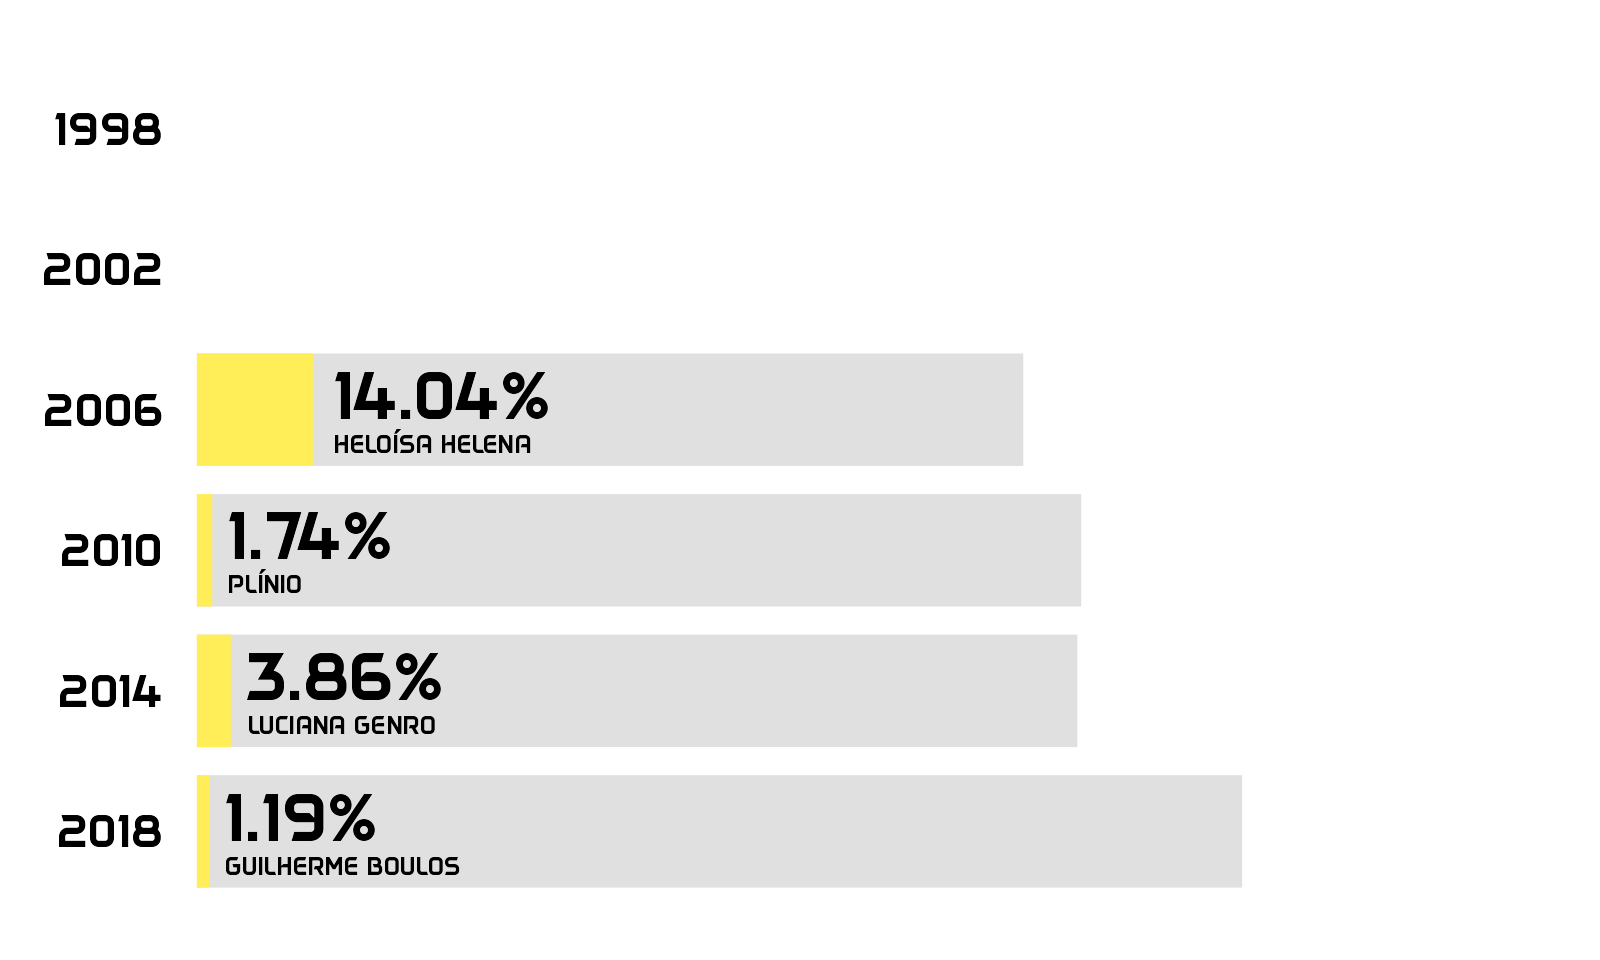 1998
2002
2006
14.04%
HELOÍSA HELENA
2010
1.74%
PLÍNIO
2014
3.86%
LUCIANA GENRO
2018
1.19%
GUILHERME BOULOS